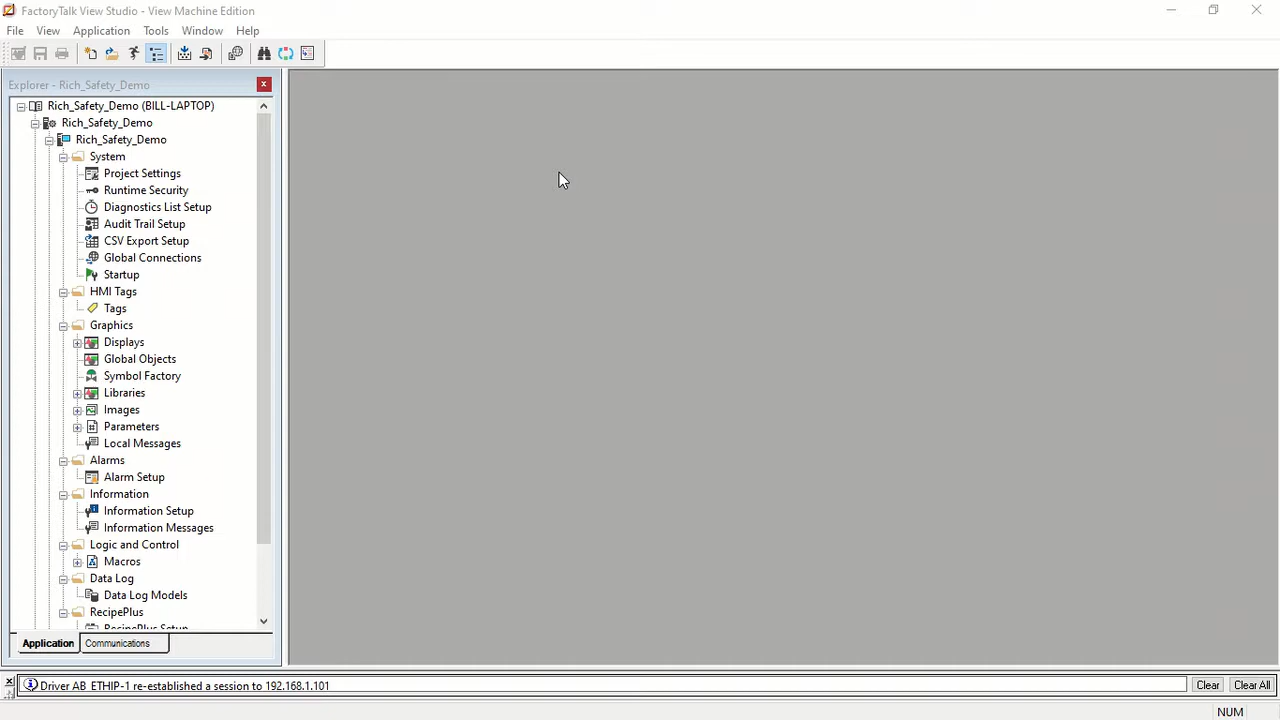 FactoryTalk View Studio - View Machine Edition
File View Application Tools Window Help
Explorer - Rich_Safety_Demo
Rich_Safety_Demo (BILL-LAPTOP)
Rich_Safety_Demo
Rich_Safety_Demo
System
Project Settings
Runtime Security
Diagnostics List Setup
Audit Trail Setup
CSV Export Setup
Global Connections
Startup
HMI Tags
Tags
Graphics
Displays
Global Objects
Symbol Factory
Libraries
Images
Parameters
Local Messages
Alarms
Alarm Setup
Information
Information Setup
Information Messages
Logic and Control
Macros
Data Log
Data Log Models
RecipePlus
RecipePlus Setup
Application Communications
Driver AB_ETHIP-1 re-established a session to 192.168.1.101
Clear Clear All
NUM